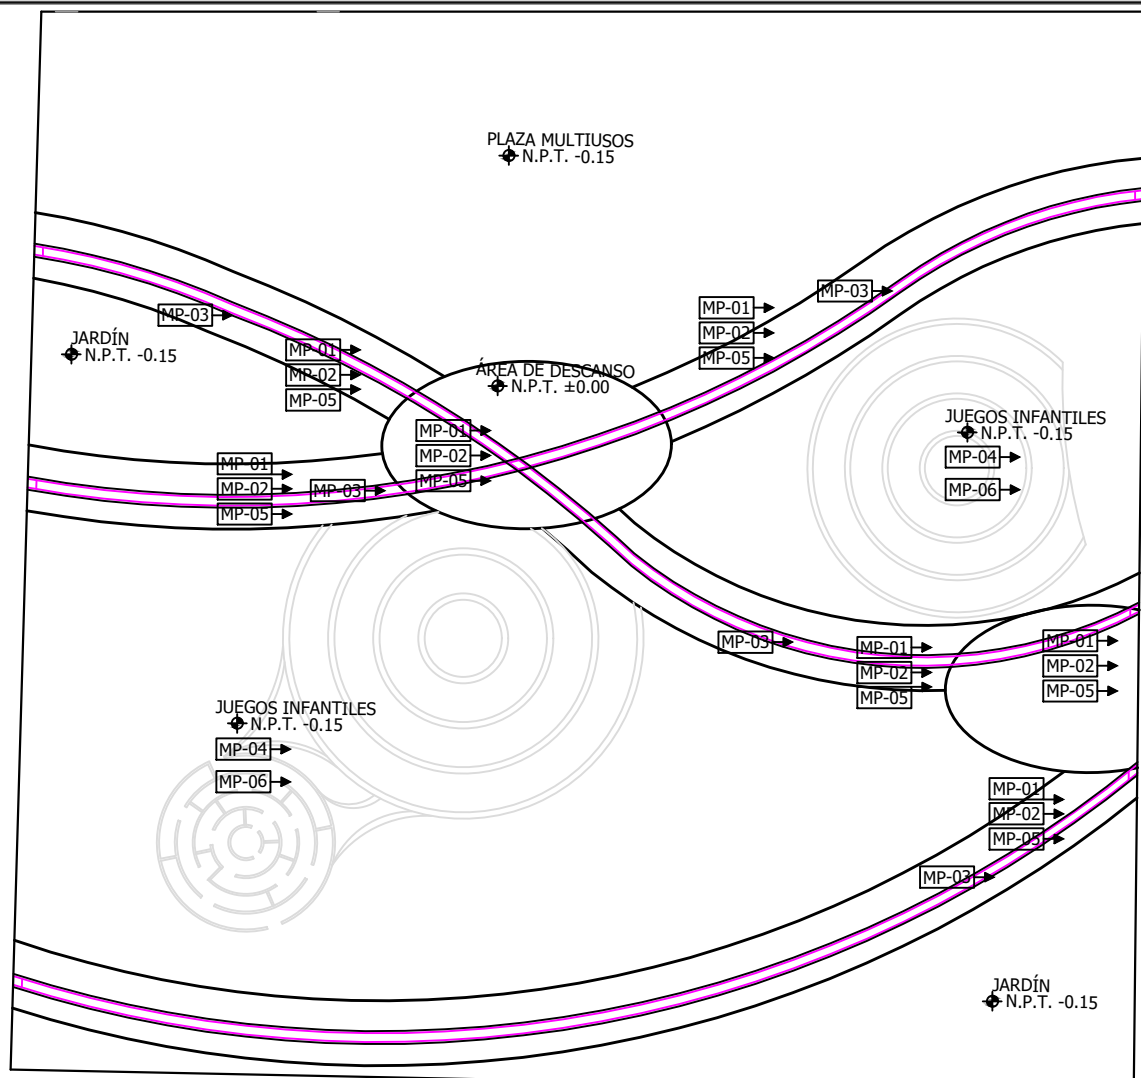 PLAZA MULTIUSOS
N.P.T. -0.15
MP-03
MP-01
MP-02
MP-05
MP-03
JARDÍN
N.P.T. -0.15
MP-01
MP-02
MP-05
ÁREA DE DESCANSO
N.P.T. ±0.00
MP-01
MP-02
MP-05
JUEGOS INFANTILES
N.P.T. -0.15
MP-04
MP-06
MP-01
MP-02
MP-05
MP-03
MP-03
MP-01
MP-02
MP-05
MP-01
MP-02
MP-05
JUEGOS INFANTILES
N.P.T. -0.15
MP-04
MP-06
MP-01
MP-02
MP-05
MP-03
JARDÍN
N.P.T. -0.15